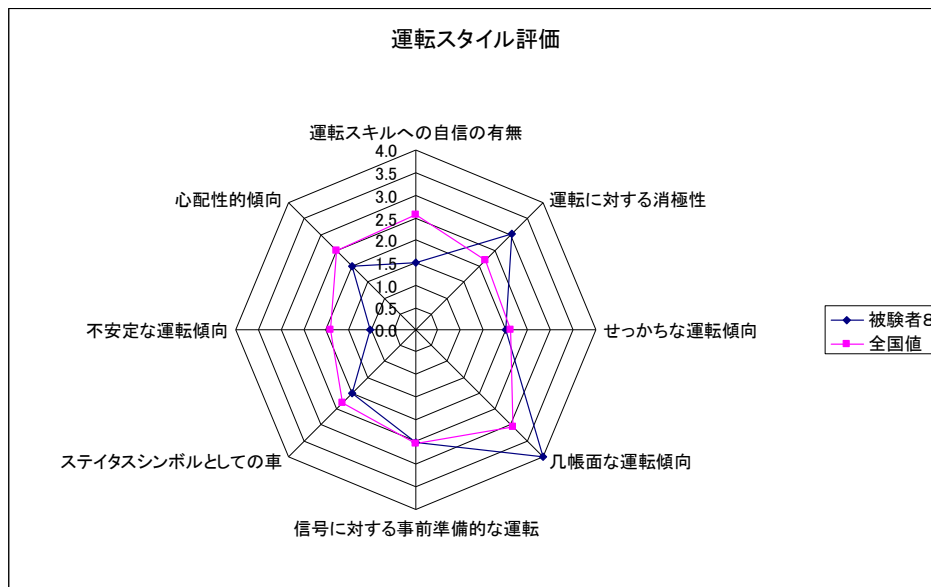 運転スタイル評価
運転スキルへの自信の有無
運転に対する消極性
せっかちな運転傾向
几帳面な運転傾向
信号に対する事前準備的な運転
ステイタスシンボルとしての車
不安定な運転傾向
心配性的傾向
4.0
3.5
3.0
2.5
2.0
1.5
1.0
0.5
0.0
被験者8
全国値